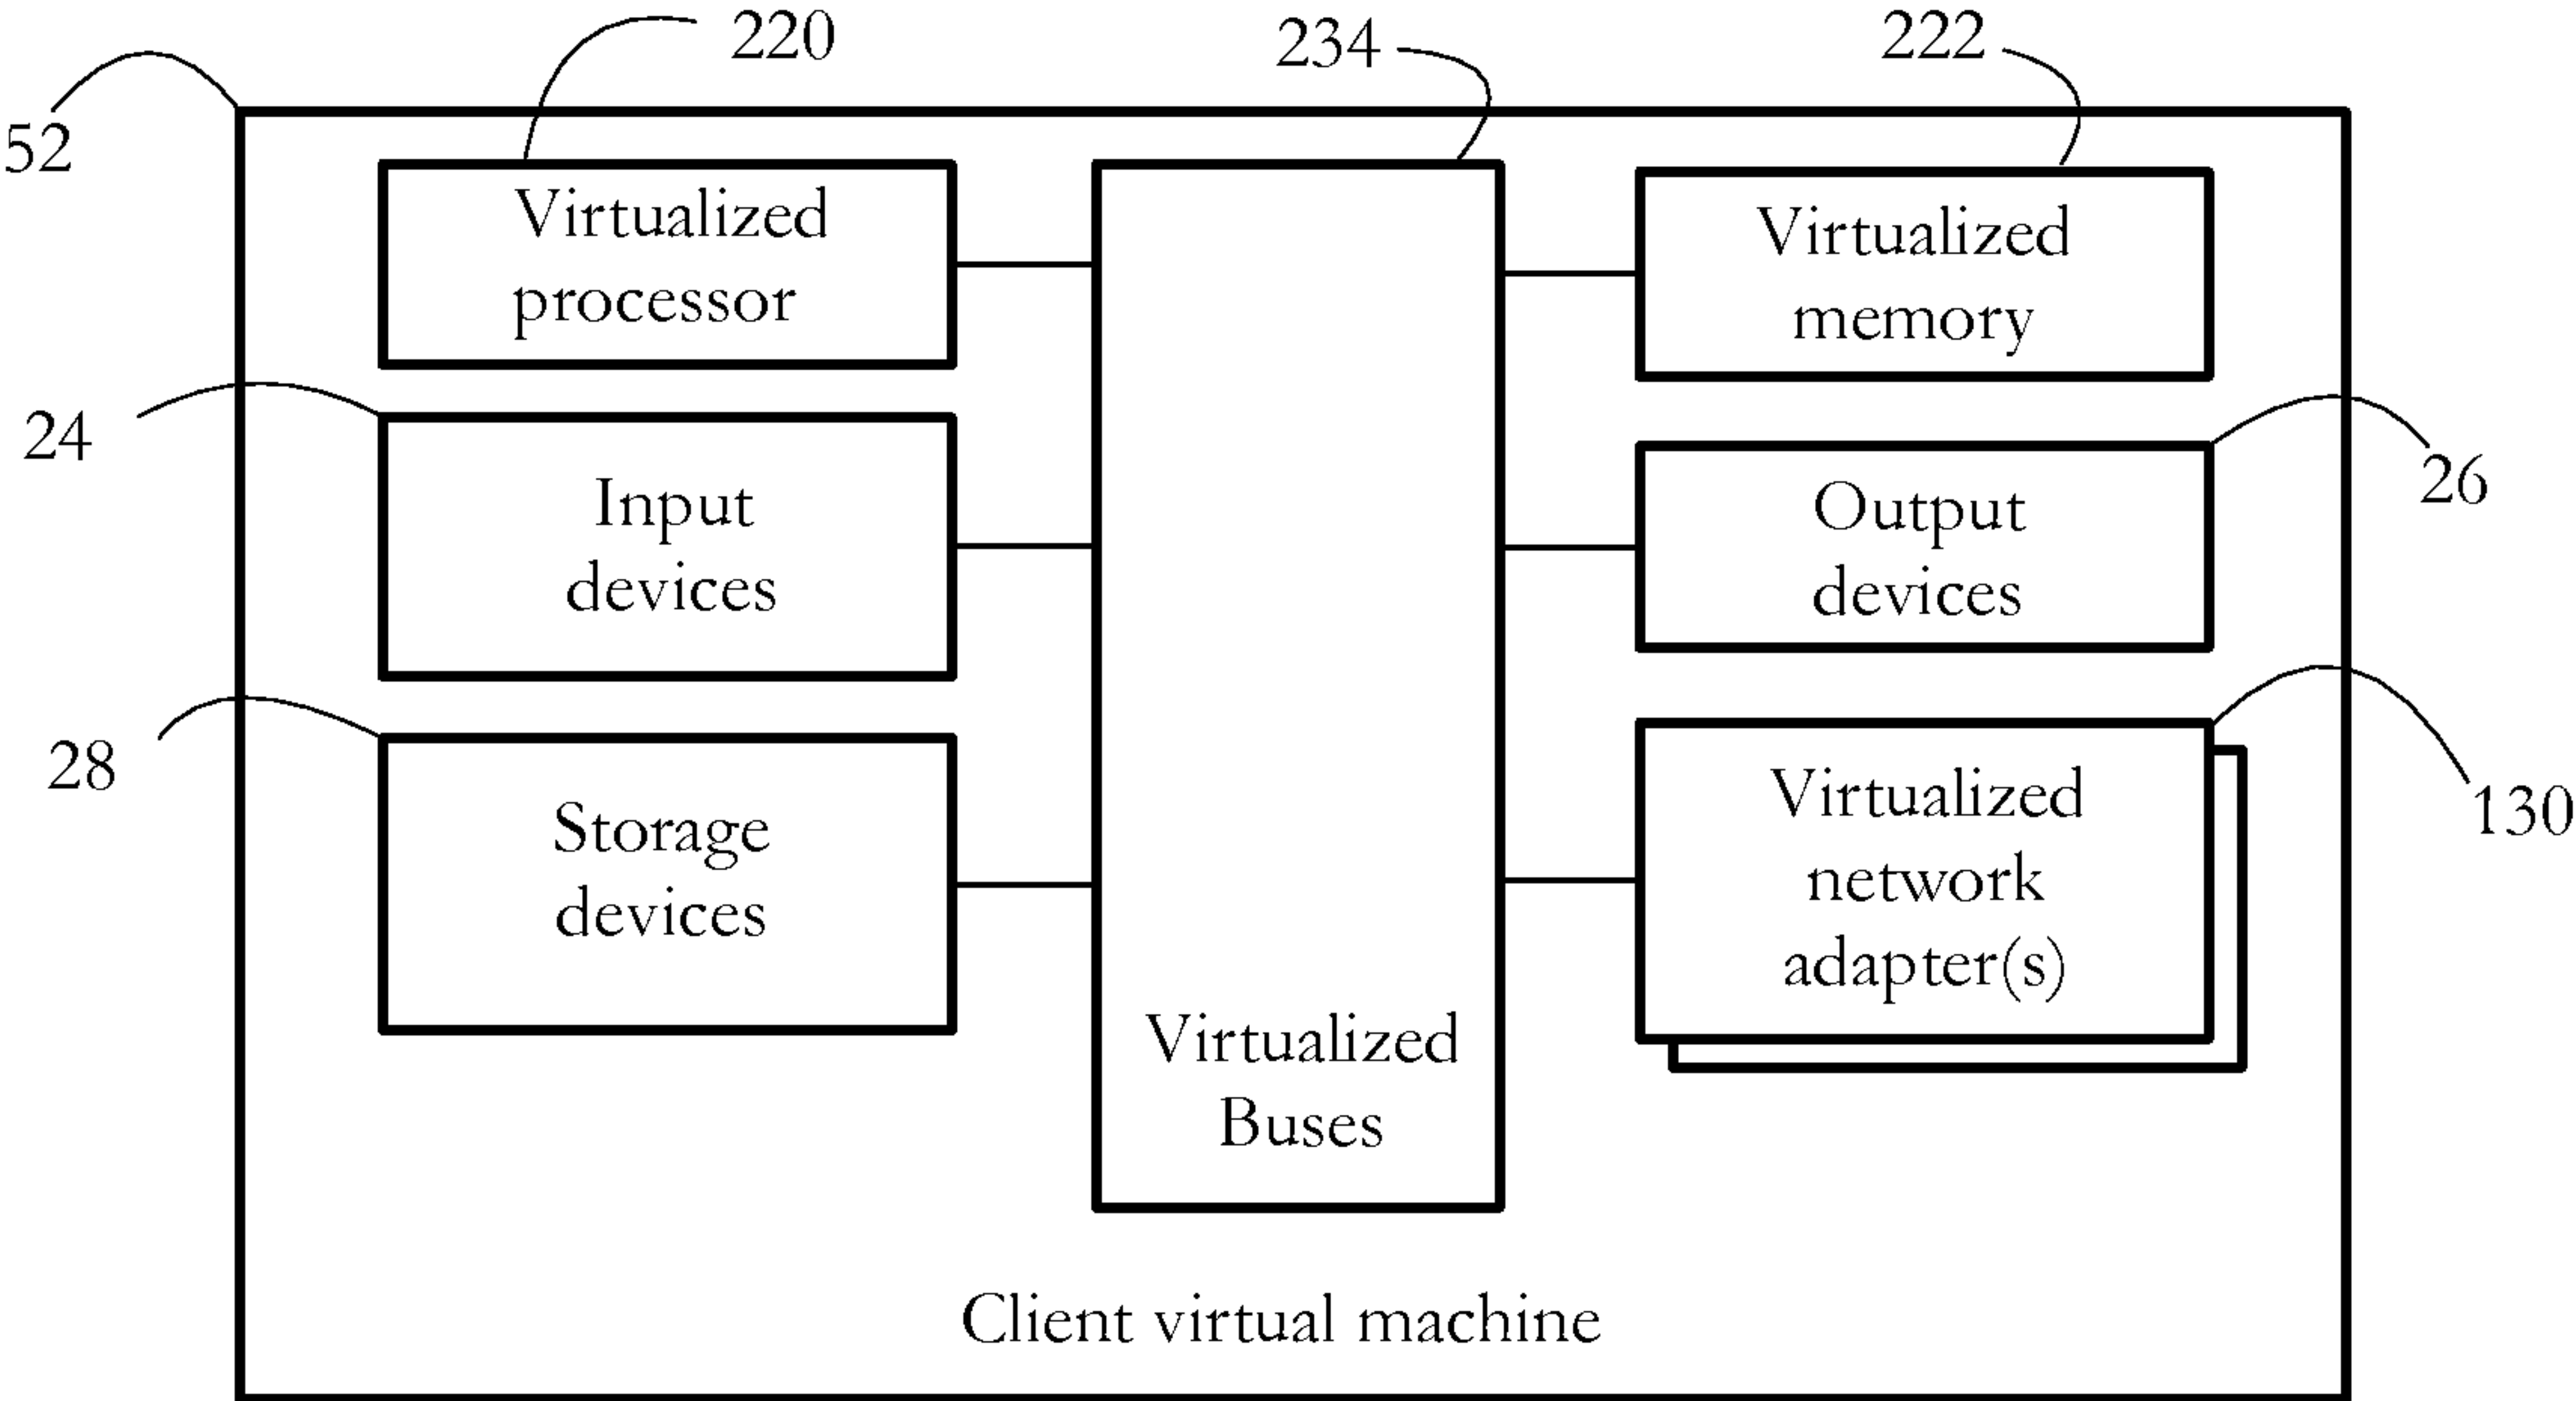 220
234
222
52
Virtualized
processor
Virtualized
memory
24
Input
devices
26
Output
devices
28
Storage
devices
130
Virtualized
network
adapter(s)
Virtualized
Buses
Client virtual machine